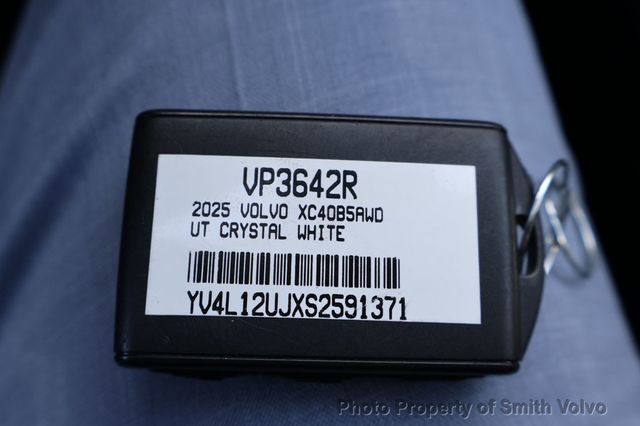 VP3642R
2025 VOLVO XC40B5AWD
UT CRYSTAL WHITE
YV4L12UJXS2591371
Photo Property of Smith Volvo